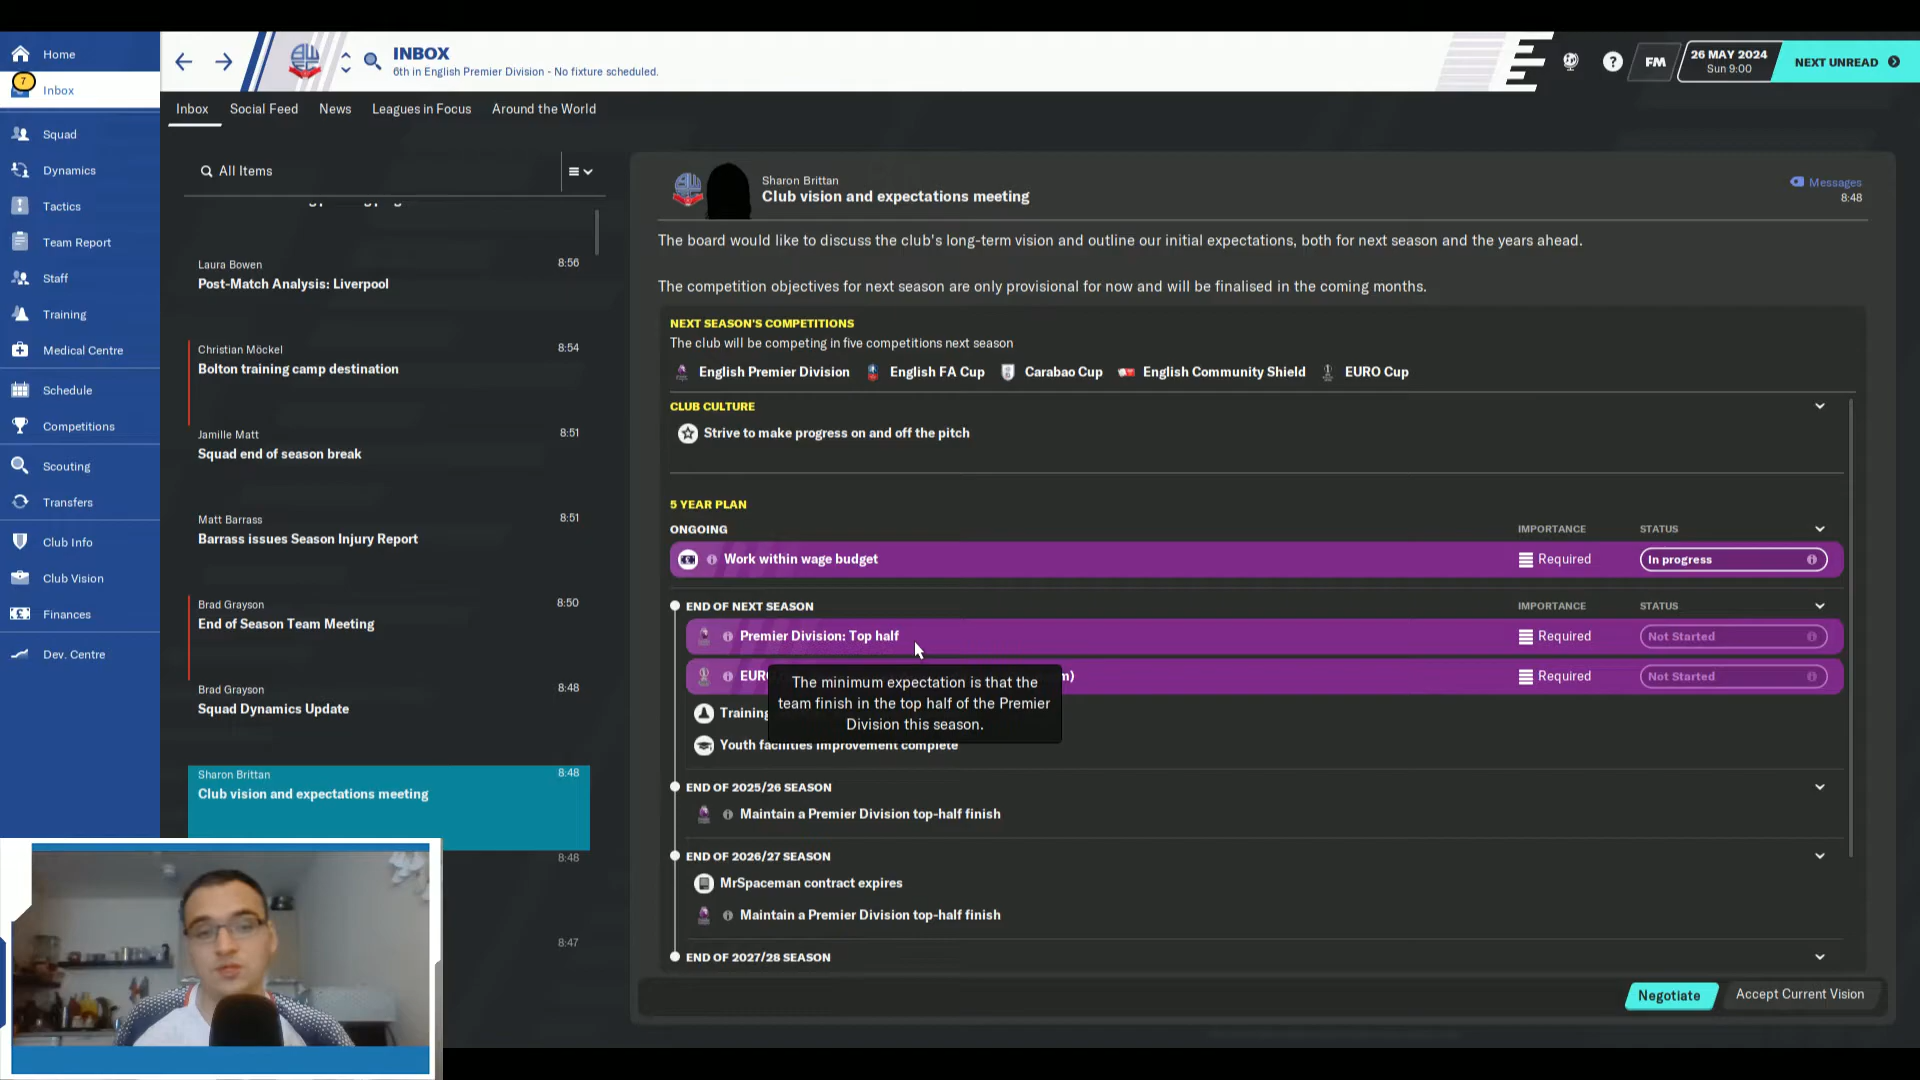 Home
INBOX
6th in English Premier Division - No fixture scheduled.
FM
26 MAY 2024
Sun 9:00
NEXT UNREAD
7
Inbox
Squad
Dynamics
Tactics
Team Report
Staff
Training
Medical Centre
Schedule
Competitions
Scouting
Transfers
Club Info
Club Vision
Finances
Dev. Centre
Inbox
Social Feed
News
Leagues in Focus
Around the World
All Items
Laura Bowen
8:56
Post-Match Analysis: Liverpool
Christian Möckel
8:54
Bolton training camp destination
Jamille Matt
8:51
Squad end of season break
Matt Barrass
8:51
Barrass issues Season Injury Report
Brad Grayson
8:50
End of Season Team Meeting
Brad Grayson
8:48
Squad Dynamics Update
Sharon Brittan
8:48
Club vision and expectations meeting
8:48
8:47
Sharon Brittan
Club vision and expectations meeting
Messages
8:48
The board would like to discuss the club's long-term vision and outline our initial expectations, both for next season and the years ahead.
The competition objectives for next season are only provisional for now and will be finalised in the coming months.
NEXT SEASON'S COMPETITIONS
The club will be competing in five competitions next season
English Premier Division
English FA Cup
Carabao Cup
English Community Shield
EURO Cup
CLUB CULTURE
Strive to make progress on and off the pitch
5 YEAR PLAN
ONGOING IMPORTANCE STATUS
Work within wage budget Required In progress
END OF NEXT SEASON IMPORTANCE STATUS
Premier Division: Top half Required Not Started
EUR m) Required Not Started
The minimum expectation is that the
team finish in the top half of the Premier
Division this season.
Training
Youth facilities improvement complete
END OF 2025/26 SEASON
Maintain a Premier Division top-half finish
END OF 2026/27 SEASON
MrSpaceman contract expires
Maintain a Premier Division top-half finish
END OF 2027/28 SEASON
Negotiate
Accept Current Vision